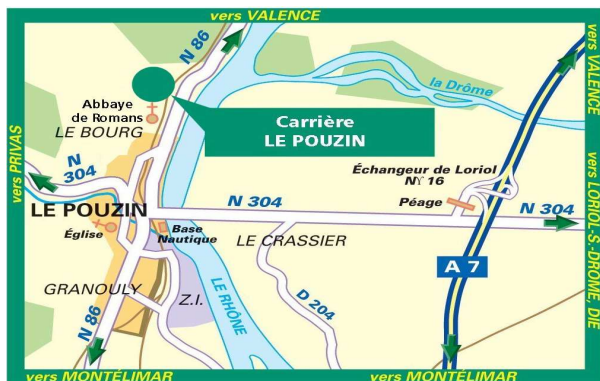 vers VALENCE
N 86
vers VALENCE
la Drôme
Abbaye
de Romans
LE BOURG
Carrière
LE POUZIN
vers PRIVAS
N
304
Échangeur de Loriol
N° 16
Péage
N 304
N 304
LE POUZIN
Église
Base
Nautique
LE CRASSIER
vers LORIOL-S.-DROME, DIE
A 7
GRANOULY
Z.I.
LE RHÔNE
D 204
N 86
vers MONTÉLIMAR
vers MONTÉLIMAR